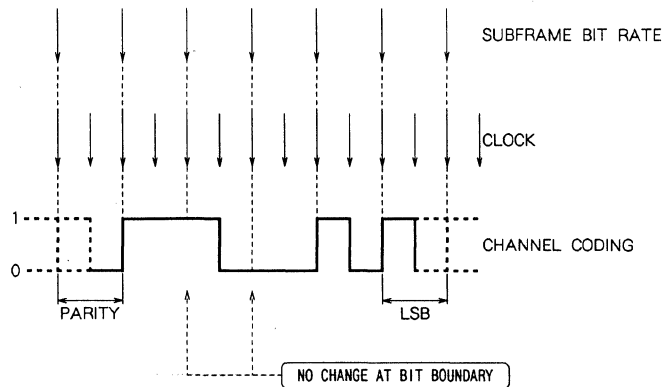 SUBFRAME BIT RATE
CLOCK
1
CHANNEL CODING
0
PARITY
LSB
NO CHANGE AT BIT BOUNDARY